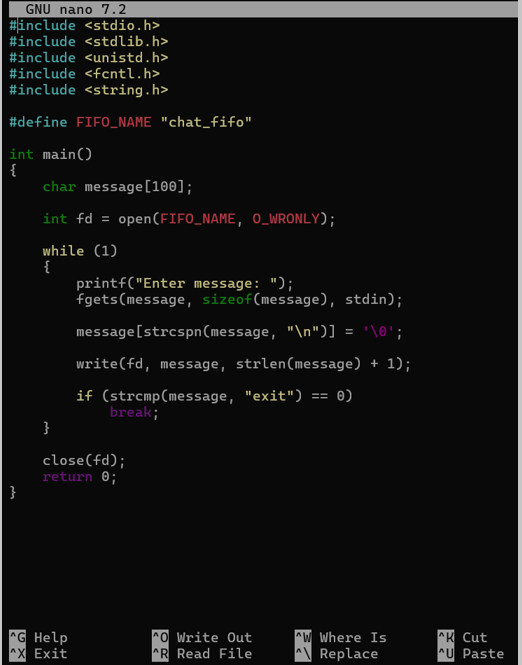 GNU nano 7.2
#include <stdio.h>
#include <stdlib.h>
#include <unistd.h>
#include <fcntl.h>
#include <string.h>
#define FIFO_NAME "chat_fifo"
int main()
{
    char message[100];
    int fd = open(FIFO_NAME, O_WRONLY);
    while (1)
    {
        printf("Enter message: ");
        fgets(message, sizeof(message), stdin);
        message[strcspn(message, "\n")] = '\0';
        write(fd, message, strlen(message) + 1);
        if (strcmp(message, "exit") == 0)
            break;
    }
    close(fd);
    return 0;
}
^G Help ^O Write Out ^W Where Is ^K Cut
^X Exit ^R Read File ^\ Replace ^U Paste